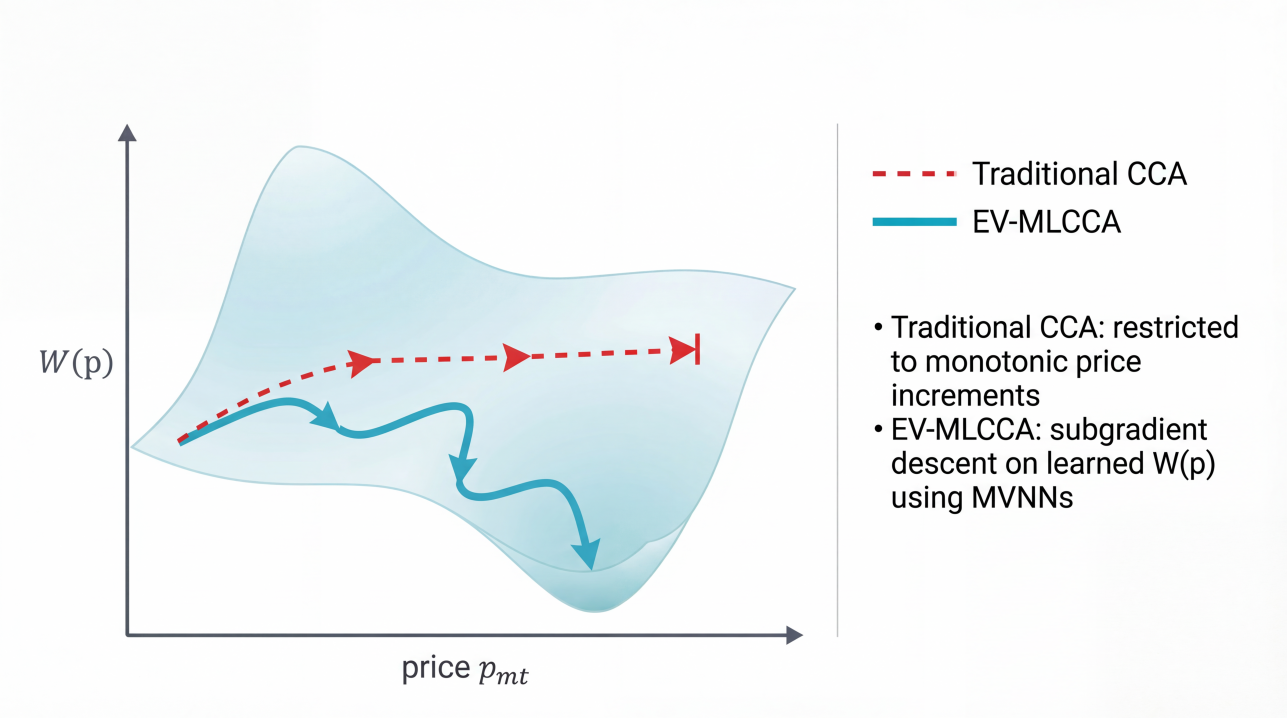 W(p)
price pmt
Traditional CCA
EV-MLCCA
• Traditional CCA: restricted
to monotonic price
increments
• EV-MLCCA: subgradient
descent on learned W(p)
using MVNNs